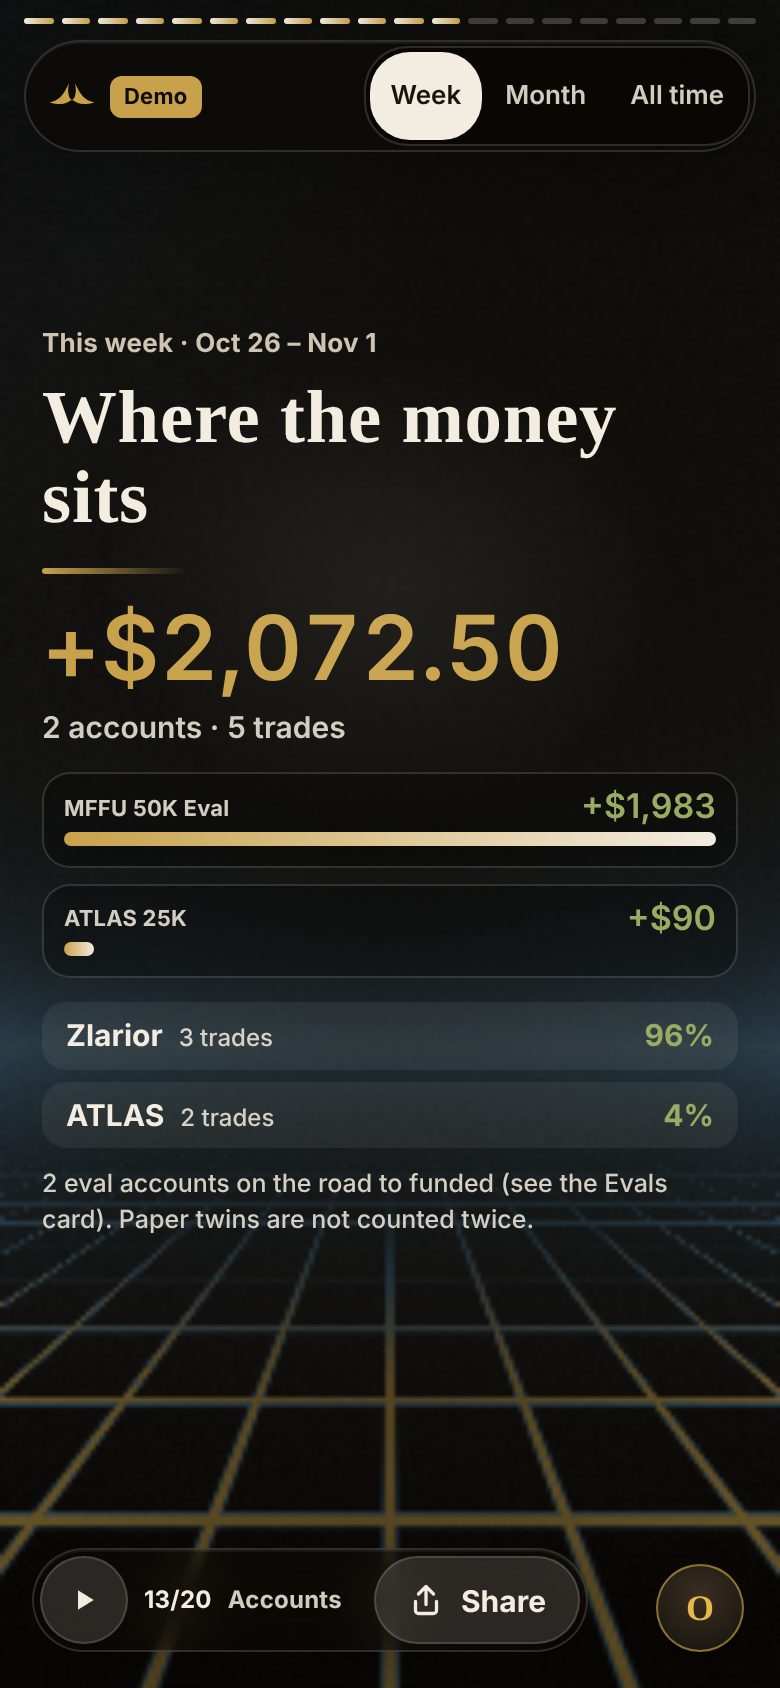 Demo
Week Month All time
This week · Oct 26 – Nov 1
Where the money
sits
+$2,072.50
2 accounts · 5 trades
MFFU 50K Eval +$1,983
ATLAS 25K +$90
Zlarior 3 trades 96%
ATLAS 2 trades 4%
2 eval accounts on the road to funded (see the Evals
card). Paper twins are not counted twice.
13/20 Accounts Share O